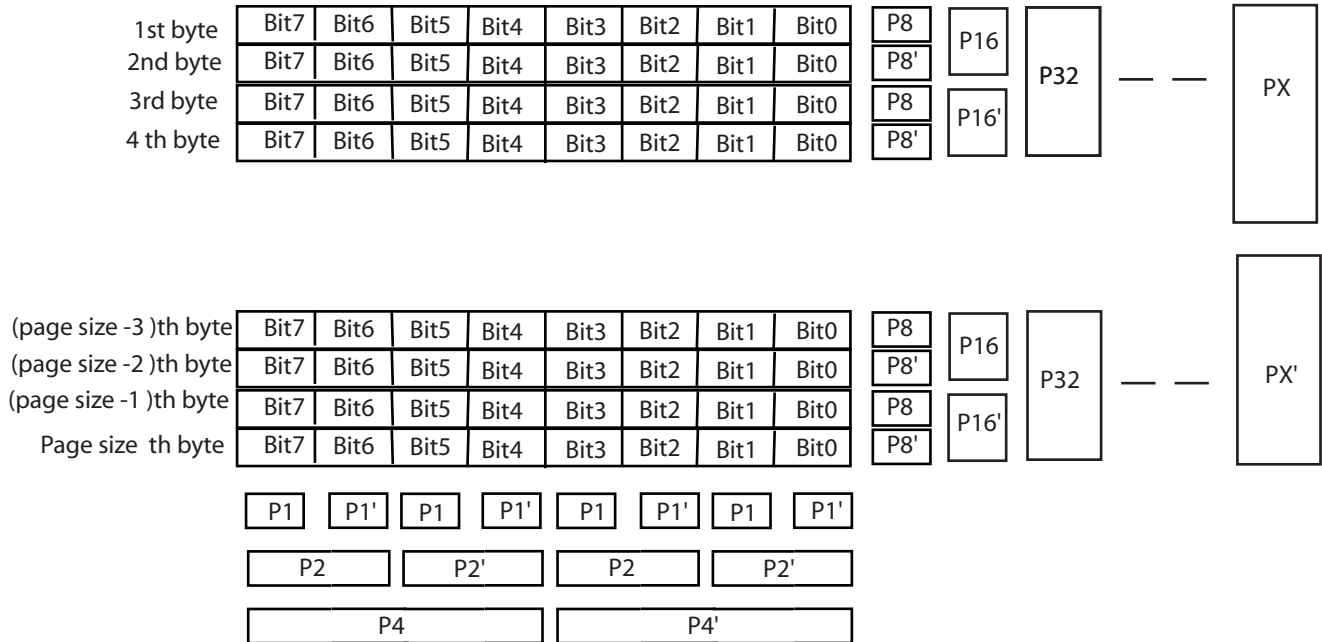 1st byte Bit7 Bit6 Bit5 Bit4 Bit3 Bit2 Bit1 Bit0 P8 P16 P32 — — PX
2nd byte Bit7 Bit6 Bit5 Bit4 Bit3 Bit2 Bit1 Bit0 P8'
3rd byte Bit7 Bit6 Bit5 Bit4 Bit3 Bit2 Bit1 Bit0 P8 P16'
4 th byte Bit7 Bit6 Bit5 Bit4 Bit3 Bit2 Bit1 Bit0 P8'
(page size -3 )th byte Bit7 Bit6 Bit5 Bit4 Bit3 Bit2 Bit1 Bit0 P8 P16 P32 — — PX'
(page size -2 )th byte Bit7 Bit6 Bit5 Bit4 Bit3 Bit2 Bit1 Bit0 P8'
(page size -1 )th byte Bit7 Bit6 Bit5 Bit4 Bit3 Bit2 Bit1 Bit0 P8 P16'
Page size th byte Bit7 Bit6 Bit5 Bit4 Bit3 Bit2 Bit1 Bit0 P8'
P1 P1' P1 P1' P1 P1' P1 P1'
P2 P2' P2 P2'
P4 P4'